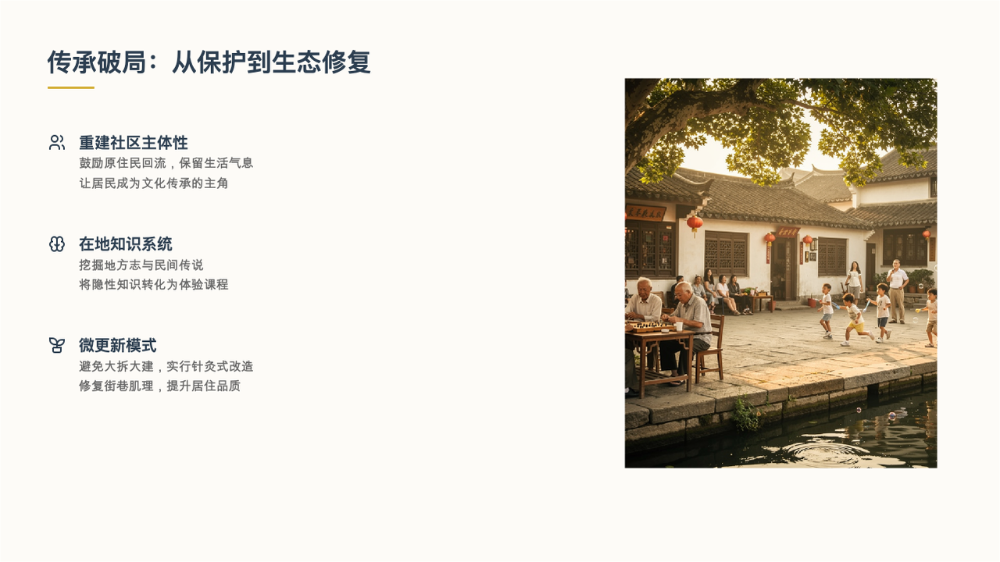 传承破局：从保护到生态修复
重建社区主体性
鼓励原住民回流，保留生活气息
让居民成为文化传承的主角
在地知识系统
挖掘地方志与民间传说
将隐性知识转化为体验课程
微更新模式
避免大拆大建，实行针灸式改造
修复街巷肌理，提升居住品质